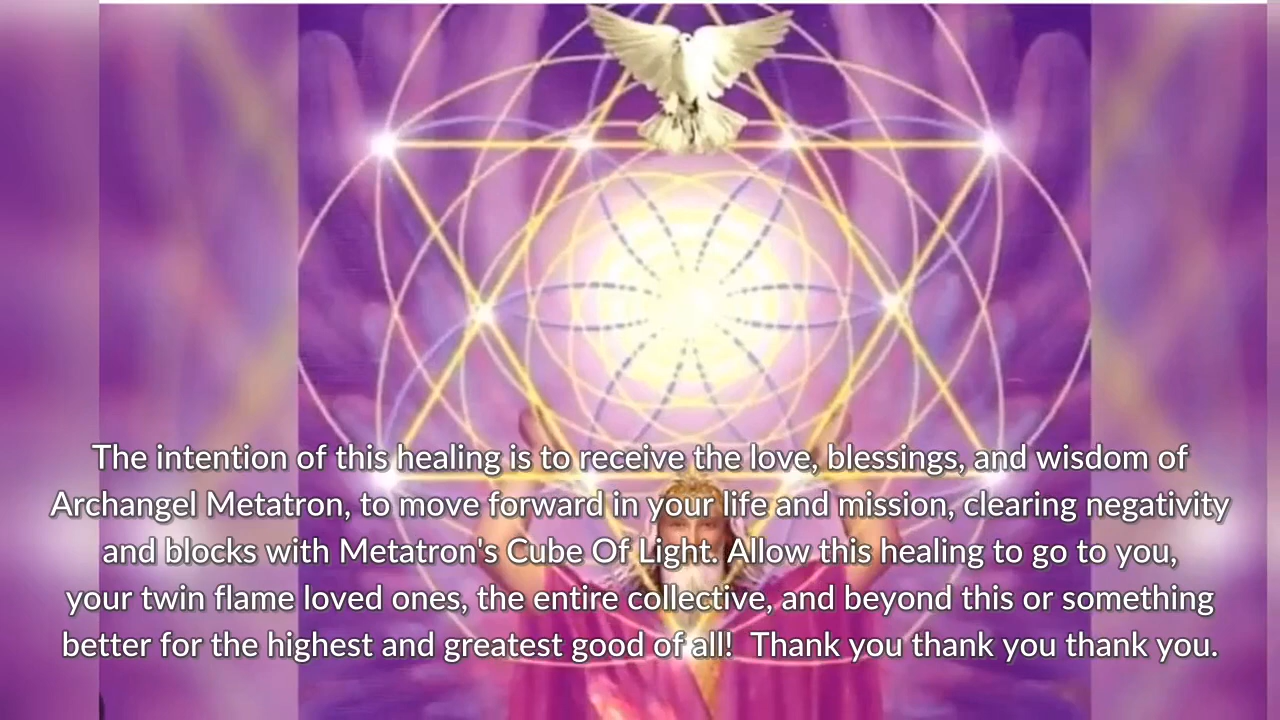 The intention of this healing is to receive the love, blessings, and wisdom of
Archangel Metatron, to move forward in your life and mission, clearing negativity
and blocks with Metatron's Cube Of Light. Allow this healing to go to you,
your twin flame loved ones, the entire collective, and beyond this or something
better for the highest and greatest good of all!  Thank you thank you thank you.